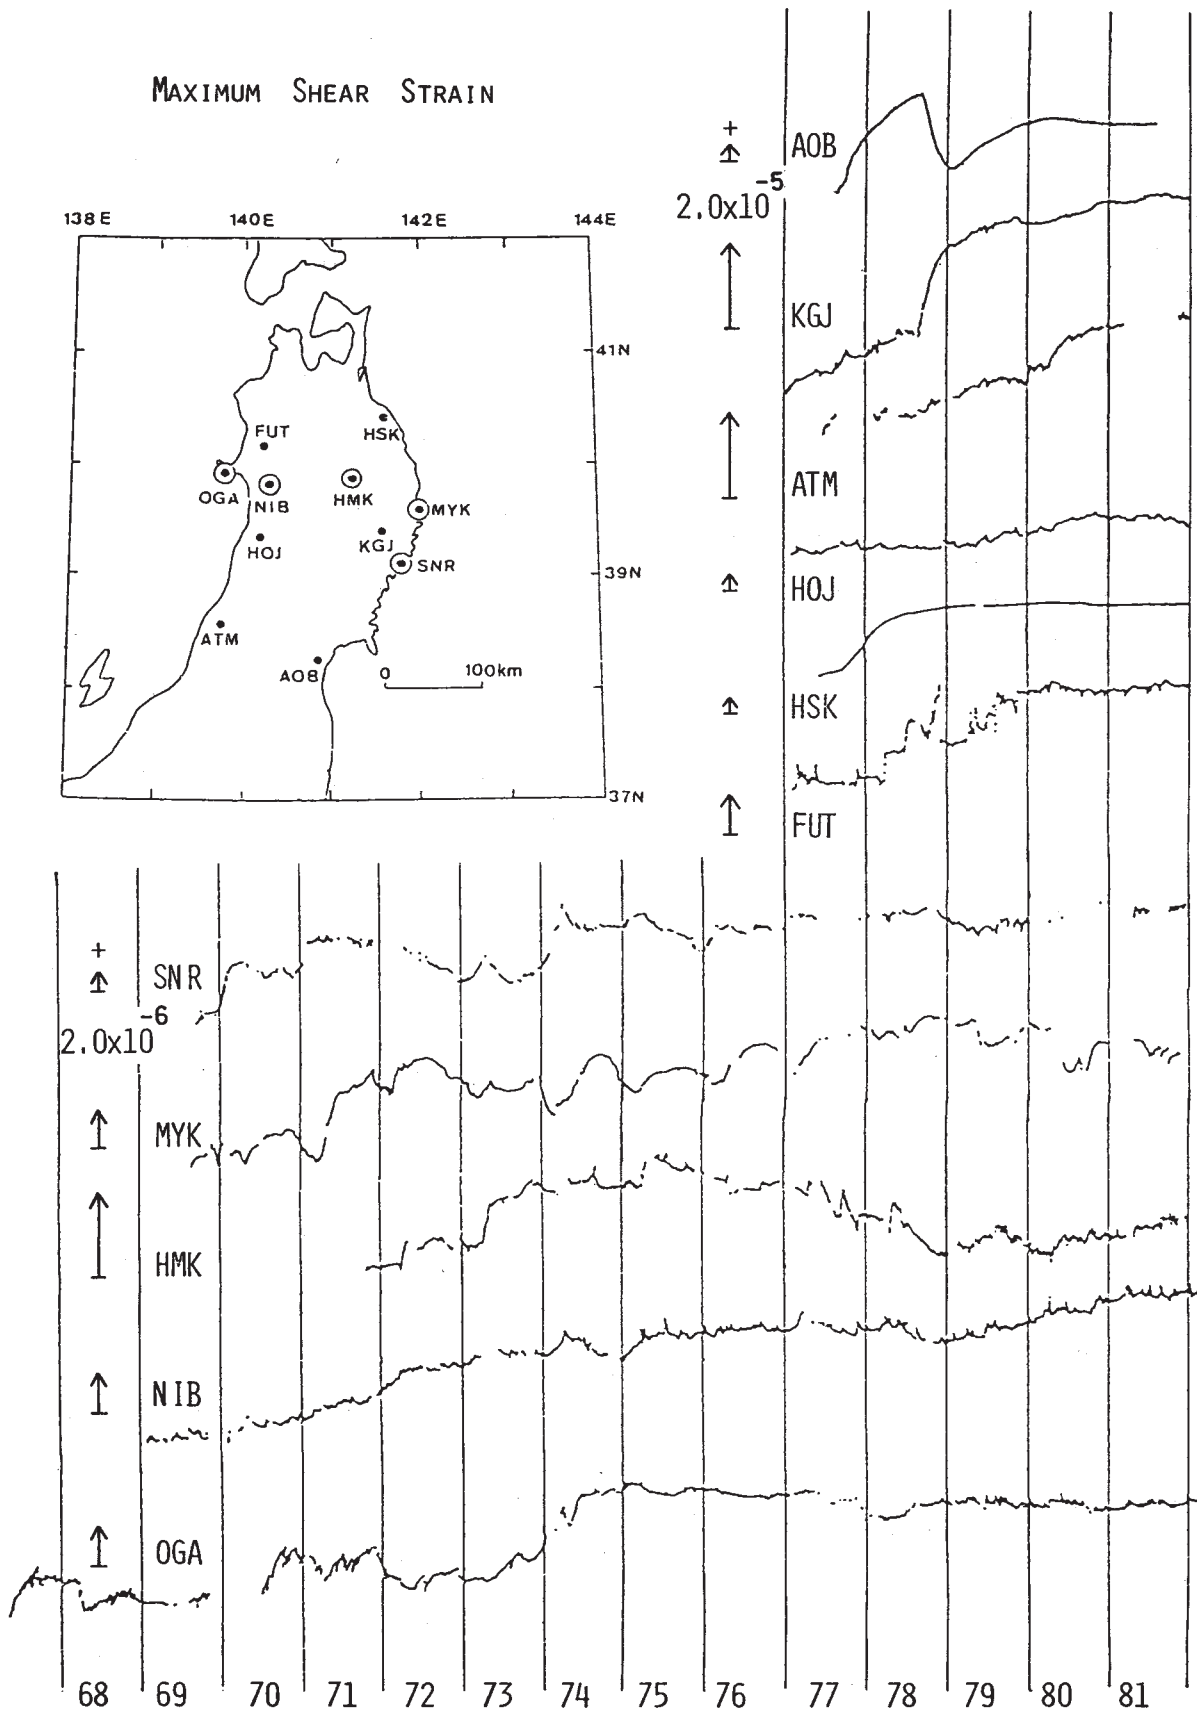 MAXIMUM SHEAR STRAIN
138E 140E 142E 144E
41N
FUT
HSK
OGA NIB HMK
MYK
HOJ KGJ
SNR
39N
ATM
AOB 0 100km
37N
+
AOB
2.0x10⁻⁵
KGJ
ATM
HOJ
HSK
FUT
+
SNR
2.0x10⁻⁶
MYK
HMK
NIB
OGA
68 69 70 71 72 73 74 75 76 77 78 79 80 81